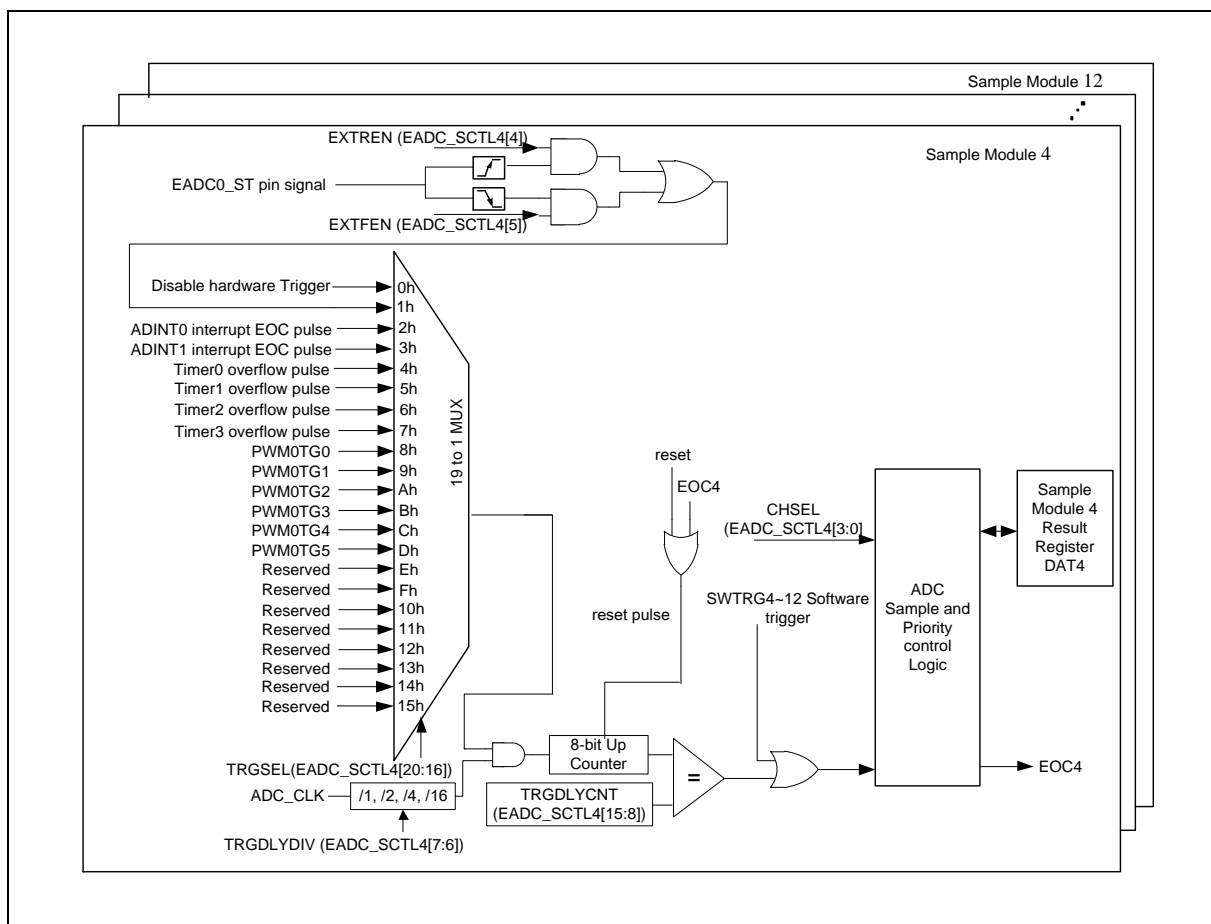 Sample Module 12
Sample Module 4
EXTREN (EADC_SCTL4[4])
EADC0_ST pin signal
EXTFEN (EADC_SCTL4[5])
Disable hardware Trigger
0h
1h
ADINT0 interrupt EOC pulse
2h
ADINT1 interrupt EOC pulse
3h
Timer0 overflow pulse
4h
Timer1 overflow pulse
5h
Timer2 overflow pulse
6h
Timer3 overflow pulse
7h
PWM0TG0
8h
PWM0TG1
9h
PWM0TG2
Ah
PWM0TG3
Bh
PWM0TG4
Ch
PWM0TG5
Dh
Reserved
Eh
Reserved
Fh
Reserved
10h
Reserved
11h
Reserved
12h
Reserved
13h
Reserved
14h
Reserved
15h
19 to 1 MUX
TRGSEL(EADC_SCTL4[20:16])
ADC_CLK
/1, /2, /4, /16
TRGDLYDIV (EADC_SCTL4[7:6])
reset
EOC4
reset pulse
8-bit Up
Counter
TRGDLYCNT
(EADC_SCTL4[15:8])
=
CHSEL
(EADC_SCTL4[3:0]
SWTRG4~12 Software
trigger
ADC
Sample and
Priority
control
Logic
Sample
Module 4
Result
Register
DAT4
EOC4